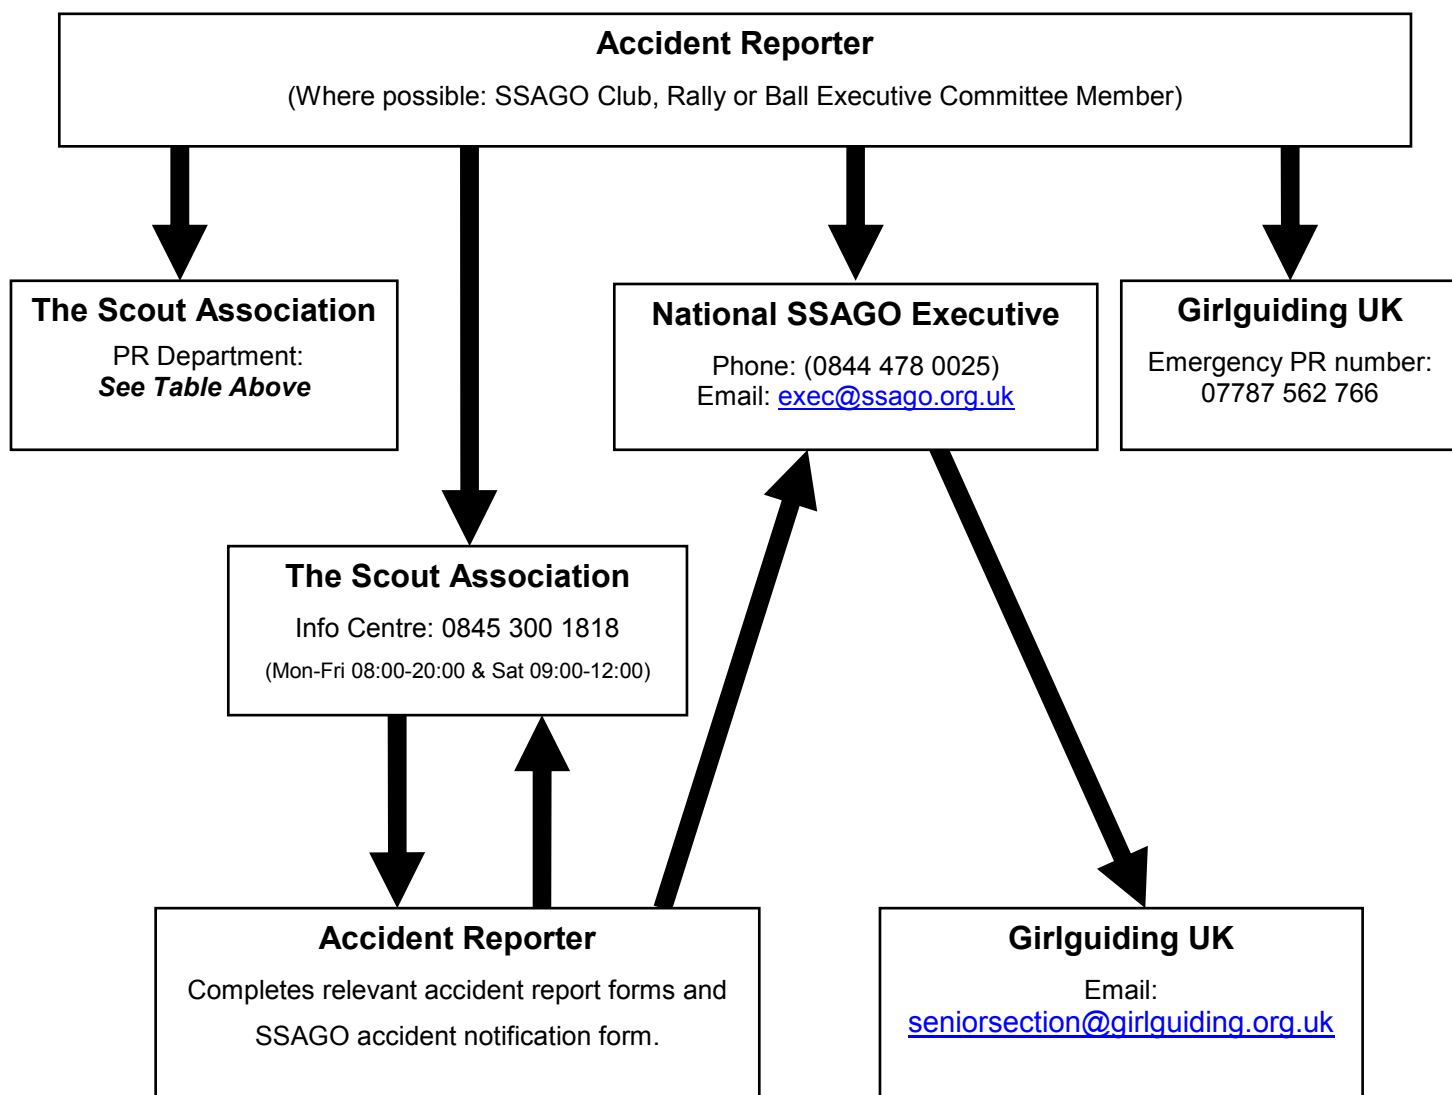 Accident Reporter
(Where possible: SSAGO Club, Rally or Ball Executive Committee Member)
The Scout Association
PR Department:
See Table Above
National SSAGO Executive
Phone: (0844 478 0025)
Email: exec@ssago.org.uk
Girlguiding UK
Emergency PR number:
07787 562 766
The Scout Association
Info Centre: 0845 300 1818
(Mon-Fri 08:00-20:00 & Sat 09:00-12:00)
Accident Reporter
Completes relevant accident report forms and
SSAGO accident notification form.
Girlguiding UK
Email:
seniorsection@girlguiding.org.uk